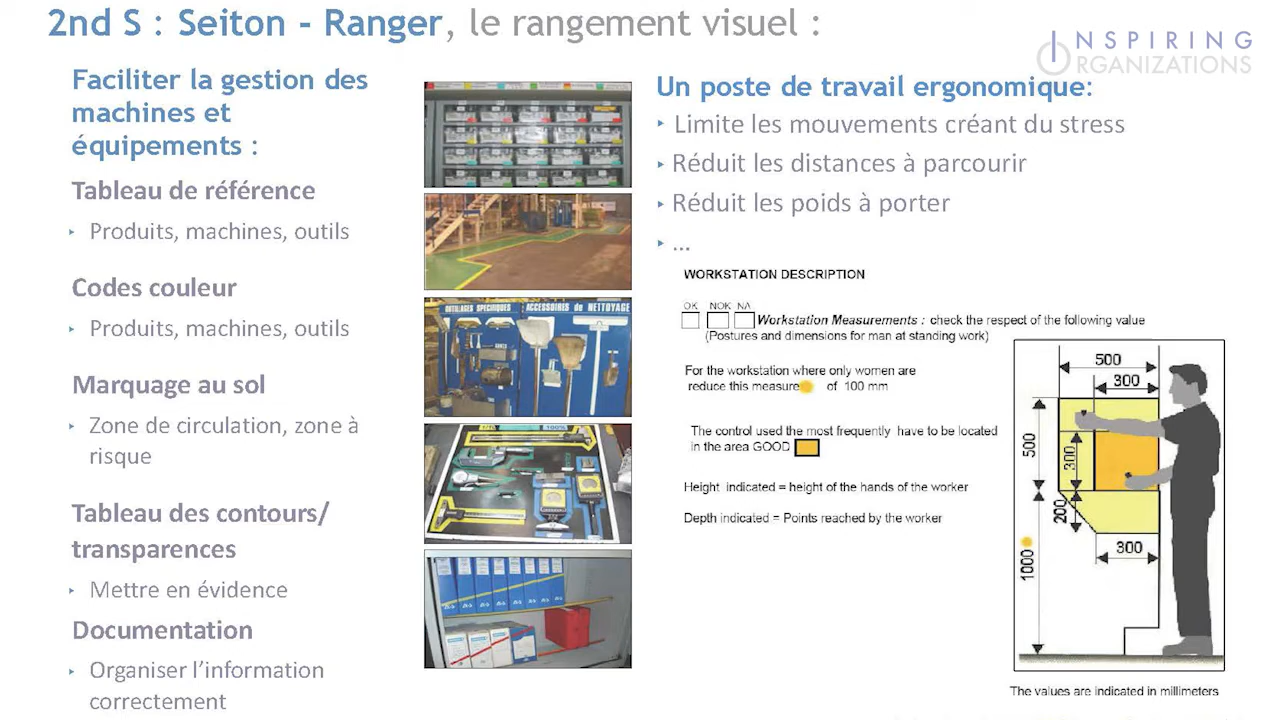 2nd S : Seiton - Ranger, le rangement visuel :
INSPIRING
ORGANIZATIONS
Faciliter la gestion des
machines et
équipements :
Tableau de référence
‣ Produits, machines, outils
Codes couleur
‣ Produits, machines, outils
Marquage au sol
‣ Zone de circulation, zone à
risque
Tableau des contours/
transparences
‣ Mettre en évidence
Documentation
‣ Organiser l’information
correctement
OUTILLAGES SPECIFIQUES
ACCESSOIRES de NETTOYAGE
100%
Un poste de travail ergonomique:
‣ Limite les mouvements créant du stress
‣ Réduit les distances à parcourir
‣ Réduit les poids à porter
‣ ...
WORKSTATION DESCRIPTION
OK NOK NA
Workstation Measurements : check the respect of the following value
(Postures and dimensions for man at standing work)
For the workstation where only women are
reduce this measure of 100 mm
The control used the most frequently have to be located
in the area GOOD
Height indicated = height of the hands of the worker
Depth indicated = Points reached by the worker
500
300
500
300
200
300
1000
The values are indicated in millimeters